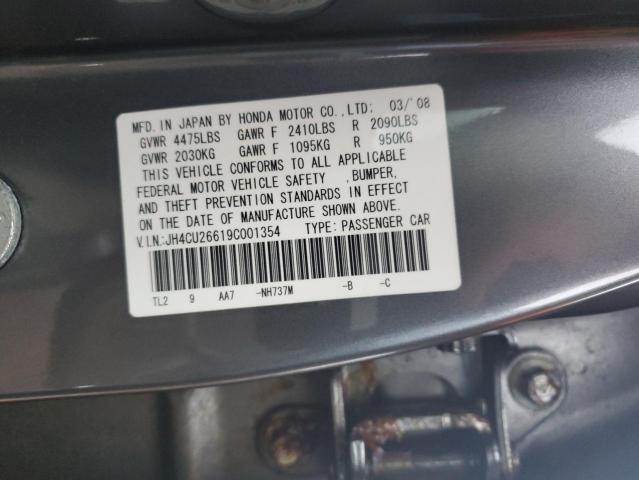 MFD. IN JAPAN BY HONDA MOTOR CO., LTD; 03/'08
GVWR 4475LBS GAWR F 2410LBS R 2090LBS
GVWR 2030KG GAWR F 1095KG R 950KG
THIS VEHICLE CONFORMS TO ALL APPLICABLE
FEDERAL MOTOR VEHICLE SAFETY ,BUMPER,
AND THEFT PREVENTION STANDARDS IN EFFECT
ON THE DATE OF MANUFACTURE SHOWN ABOVE.
V.I.N.:JH4CU26619C001354 TYPE: PASSENGER CAR
TL2 9 AA7 -NH737M -B -C